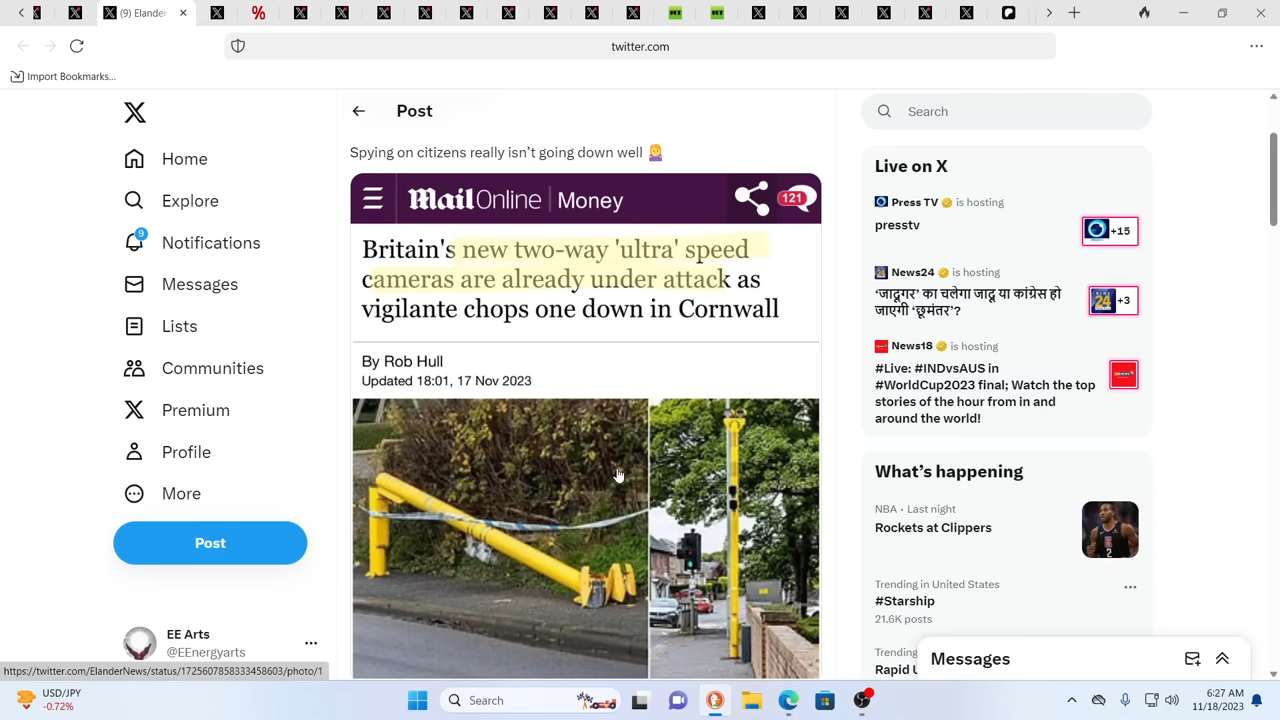 (9) Elander
twitter.com
Import Bookmarks...
Home
Explore
9
Notifications
Messages
Lists
Communities
Premium
Profile
More
Post
EE Arts
@EEnergyarts
Post
Spying on citizens really isn’t going down well
MailOnline | Money
121
Britain's new two-way 'ultra' speed
cameras are already under attack as
vigilante chops one down in Cornwall
By Rob Hull
Updated 18:01, 17 Nov 2023
Search
Live on X
Press TV is hosting
presstv
+15
News24 is hosting
‘जादूगर’ का चलेगा जादू या कांग्रेस हो
जाएगी ‘छूमंतर’?
24
+3
News18 is hosting
#Live: #INDvsAUS in
#WorldCup2023 final; Watch the top
stories of the hour from in and
around the world!
What’s happening
NBA · Last night
Rockets at Clippers
Trending in United States
#Starship
21.6K posts
Trending
Rapid
Messages
https://twitter.com/ElanderNews/status/1725607858333458603/photo/1
USD/JPY
-0.72%
Search
6:27 AM
11/18/2023